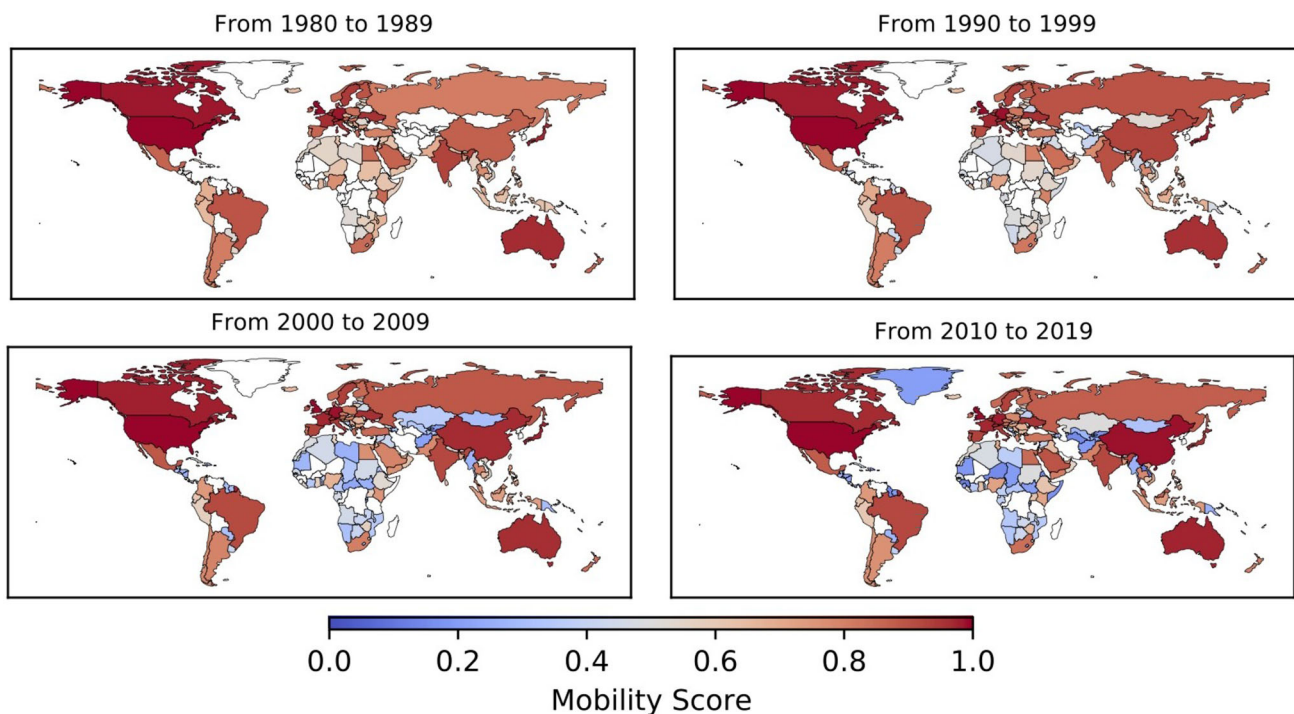 From 1980 to 1989
From 1990 to 1999
From 2000 to 2009
From 2010 to 2019
0.0 0.2 0.4 0.6 0.8 1.0
Mobility Score